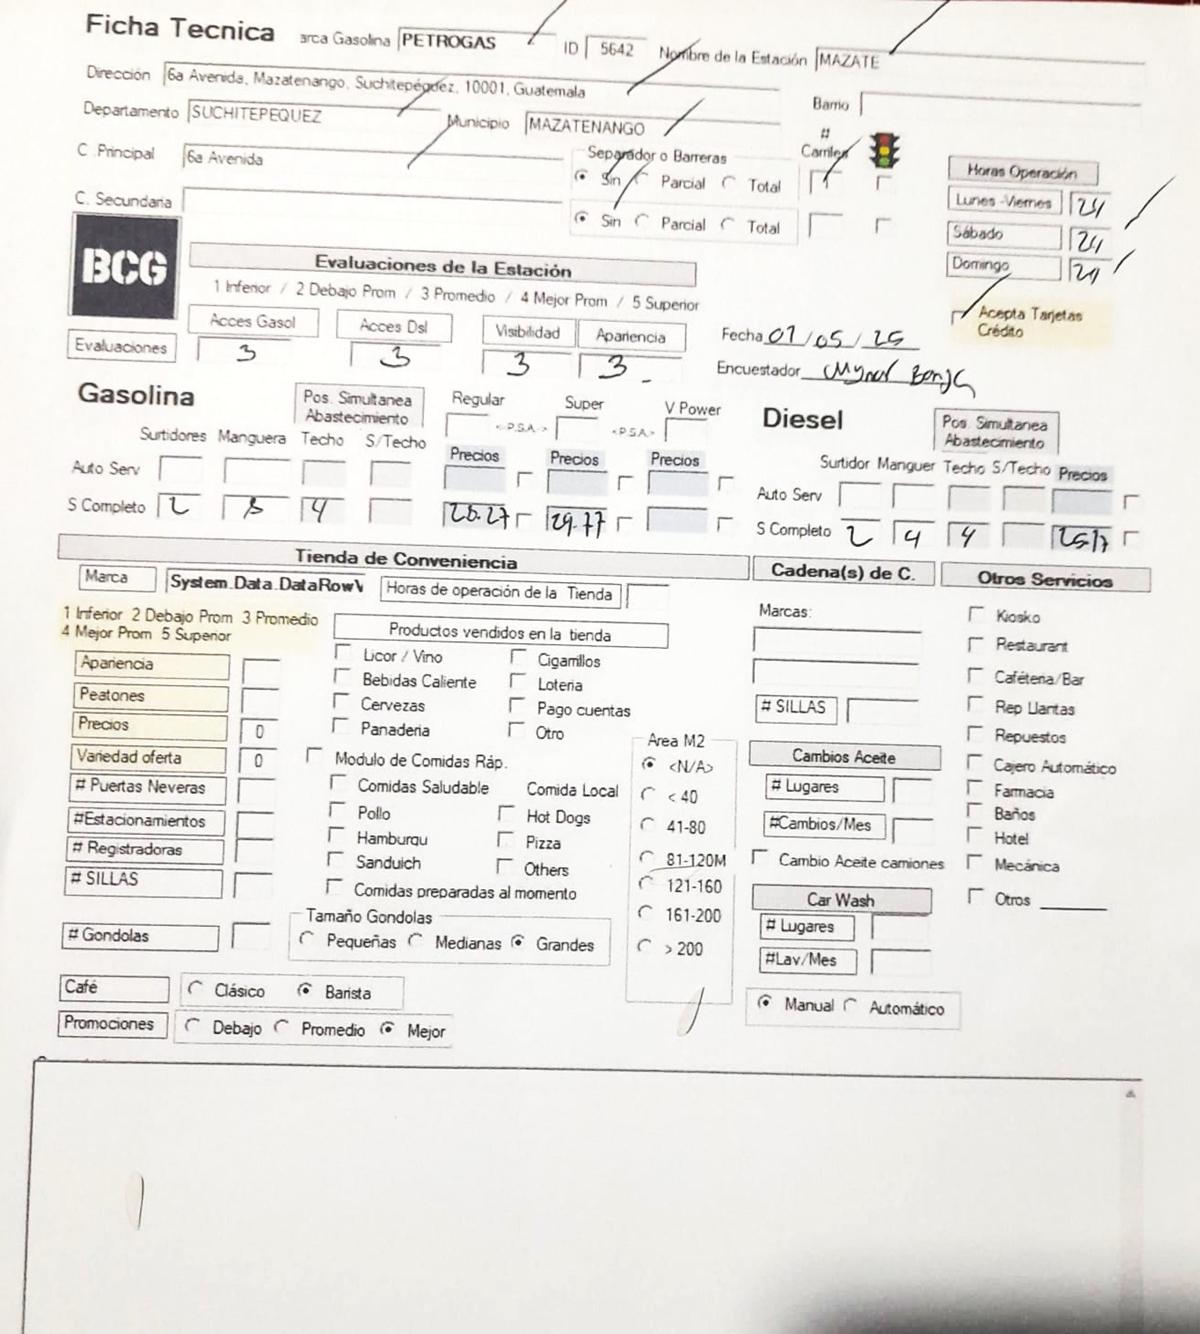 Ficha Tecnica arca Gasolina PETROGAS ID 5642 Nombre de la Estación MAZATE
Dirección 6a Avenida, Mazatenango, Suchitepéquez, 10001, Guatemala Barrio
Departamento SUCHITEPEQUEZ Municipio MAZATENANGO # Carriles
C .Principal 6a Avenida Separador o Barreras
Sin Parcial Total
C. Secundaria
Sin Parcial Total
Horas Operación
Lunes -Viernes 24
Sábado 24
Domingo 24
BCG
Evaluaciones de la Estación
1 Inferior / 2 Debajo Prom / 3 Promedio / 4 Mejor Prom / 5 Superior
Acepta Tarjetas Crédito
Acces Gasol Acces Dsl Visibilidad Apariencia
Evaluaciones 3 3 3 3
Fecha 07/05/25
Encuestador Mynor
Gasolina
Pos. Simultanea Abastecimiento
Regular Super V Power
<-P.S.A.-> <-P.S.A.->
Surtidores Manguera Techo S/Techo Precios Precios Precios
Auto Serv
S Completo 2 8 4 28.27 29.77
Diesel
Pos. Simultanea Abastecimiento
Surtidor Manguer Techo S/Techo Precios
Auto Serv
S Completo 2 4 4 25.17
Tienda de Conveniencia
Marca System.Data.DataRowV Horas de operación de la Tienda
1 Inferior 2 Debajo Prom 3 Promedio
4 Mejor Prom 5 Superior
Apariencia
Peatones
Precios 0
Variedad oferta 0
# Puertas Neveras
#Estacionamientos
# Registradoras
# SILLAS
# Gondolas
Productos vendidos en la tienda
Licor / Vino Cigarrillos
Bebidas Caliente Loteria
Cervezas Pago cuentas
Panaderia Otro
Modulo de Comidas Ráp.
Comidas Saludable Comida Local
Pollo Hot Dogs
Hamburqu Pizza
Sanduich Others
Comidas preparadas al momento
Tamaño Gondolas
Pequeñas Medianas Grandes
Area M2
<N/A>
< 40
41-80
81-120M
121-160
161-200
> 200
Café Clásico Barista
Promociones Debajo Promedio Mejor
Cadena(s) de C.
Marcas:
# SILLAS
Cambios Aceite
# Lugares
#Cambios/Mes
Cambio Aceite camiones
Car Wash
# Lugares
#Lav/Mes
Manual Automático
Otros Servicios
Kiosko
Restaurant
Cafétena/Bar
Rep Llantas
Repuestos
Cajero Automático
Farmacia
Baños
Hotel
Mecánica
Otros